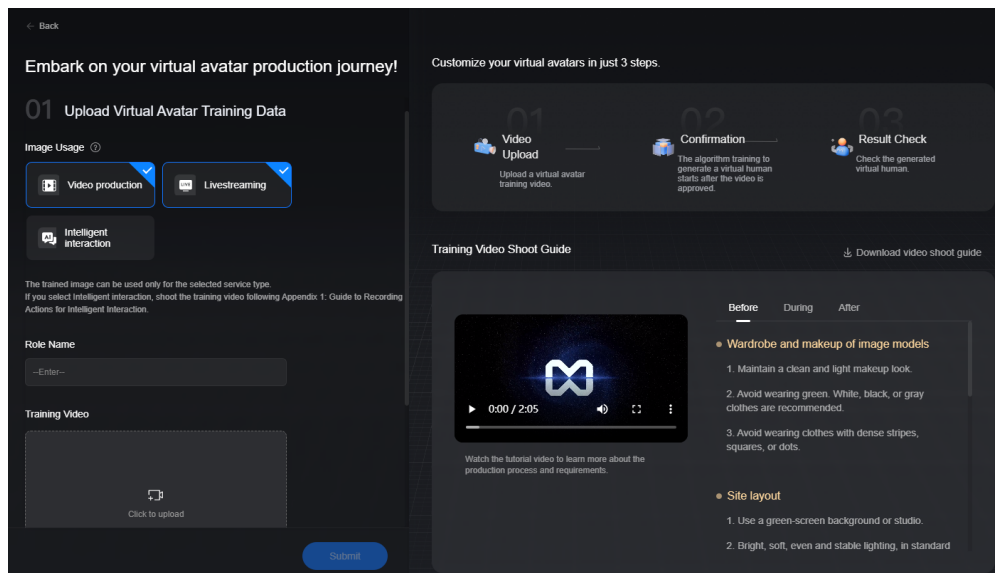 ← Back
Embark on your virtual avatar production journey!
01 Upload Virtual Avatar Training Data
Image Usage ?
Video production
LIVE
Livestreaming
AI
Intelligent
interaction
The trained image can be used only for the selected service type.
If you select Intelligent interaction, shoot the training video following Appendix 1: Guide to Recording
Actions for Intelligent Interaction.
Role Name
--Enter--
Training Video
Click to upload
Submit
Customize your virtual avatars in just 3 steps.
01
Video
Upload
Upload a virtual avatar
training video.
02
Confirmation
The algorithm training to
generate a virtual human
starts after the video is
approved.
03
Result Check
Check the generated
virtual human.
Training Video Shoot Guide
Download video shoot guide
0:00 / 2:05
Watch the tutorial video to learn more about the
production process and requirements.
Before During After
Wardrobe and makeup of image models
1. Maintain a clean and light makeup look.
2. Avoid wearing green. White, black, or gray
clothes are recommended.
3. Avoid wearing clothes with dense stripes,
squares, or dots.
Site layout
1. Use a green-screen background or studio.
2. Bright, soft, even and stable lighting, in standard